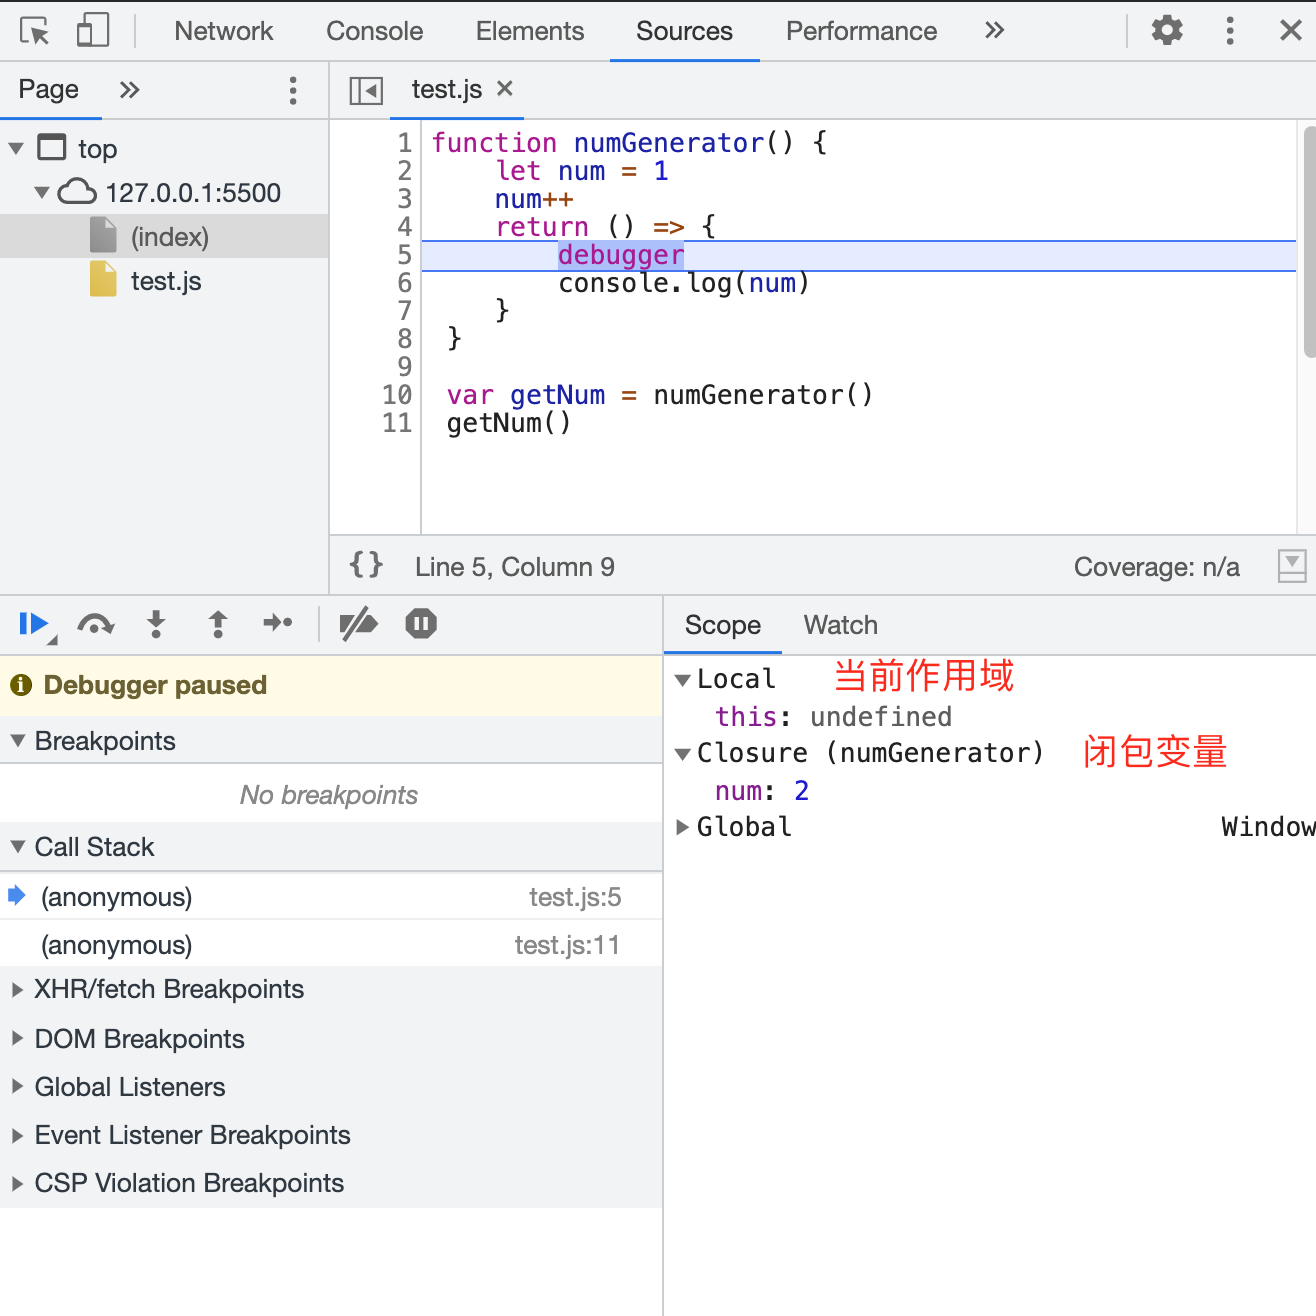 Network Console Elements Sources Performance
Page
test.js
top
127.0.0.1:5500
(index)
test.js
1 function numGenerator() {
2     let num = 1
3     num++
4     return () => {
5         debugger
6         console.log(num)
7     }
8 }
9
10 var getNum = numGenerator()
11 getNum()
{} Line 5, Column 9 Coverage: n/a
Debugger paused
Breakpoints
No breakpoints
Call Stack
(anonymous) test.js:5
(anonymous) test.js:11
XHR/fetch Breakpoints
DOM Breakpoints
Global Listeners
Event Listener Breakpoints
CSP Violation Breakpoints
Scope Watch
Local 当前作用域
this: undefined
Closure (numGenerator) 闭包变量
num: 2
Global Window